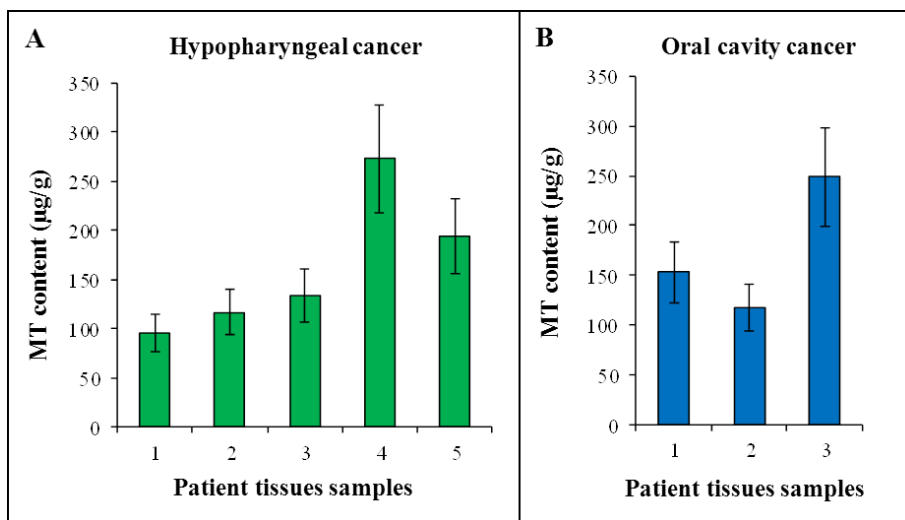 A
Hypopharyngeal cancer
MT content (µg/g)
350
300
250
200
150
100
50
0
1 2 3 4 5
Patient tissues samples
B
Oral cavity cancer
MT content (µg/g)
350
300
250
200
150
100
50
0
1 2 3
Patient tissues samples